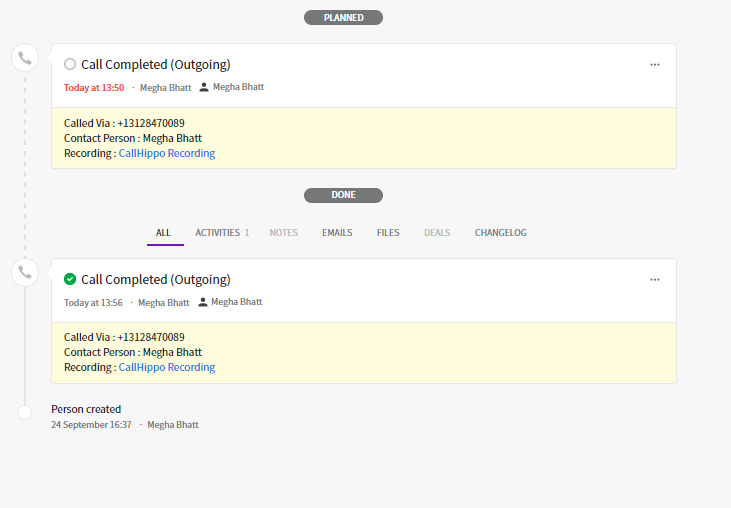 PLANNED
Call Completed (Outgoing)
...
Today at 13:50 · Megha Bhatt Megha Bhatt
Called Via : +13128470089
Contact Person : Megha Bhatt
Recording : CallHippo Recording
DONE
ALL ACTIVITIES 1 NOTES EMAILS FILES DEALS CHANGELOG
Call Completed (Outgoing)
...
Today at 13:56 · Megha Bhatt Megha Bhatt
Called Via : +13128470089
Contact Person : Megha Bhatt
Recording : CallHippo Recording
Person created
24 September 16:37 · Megha Bhatt